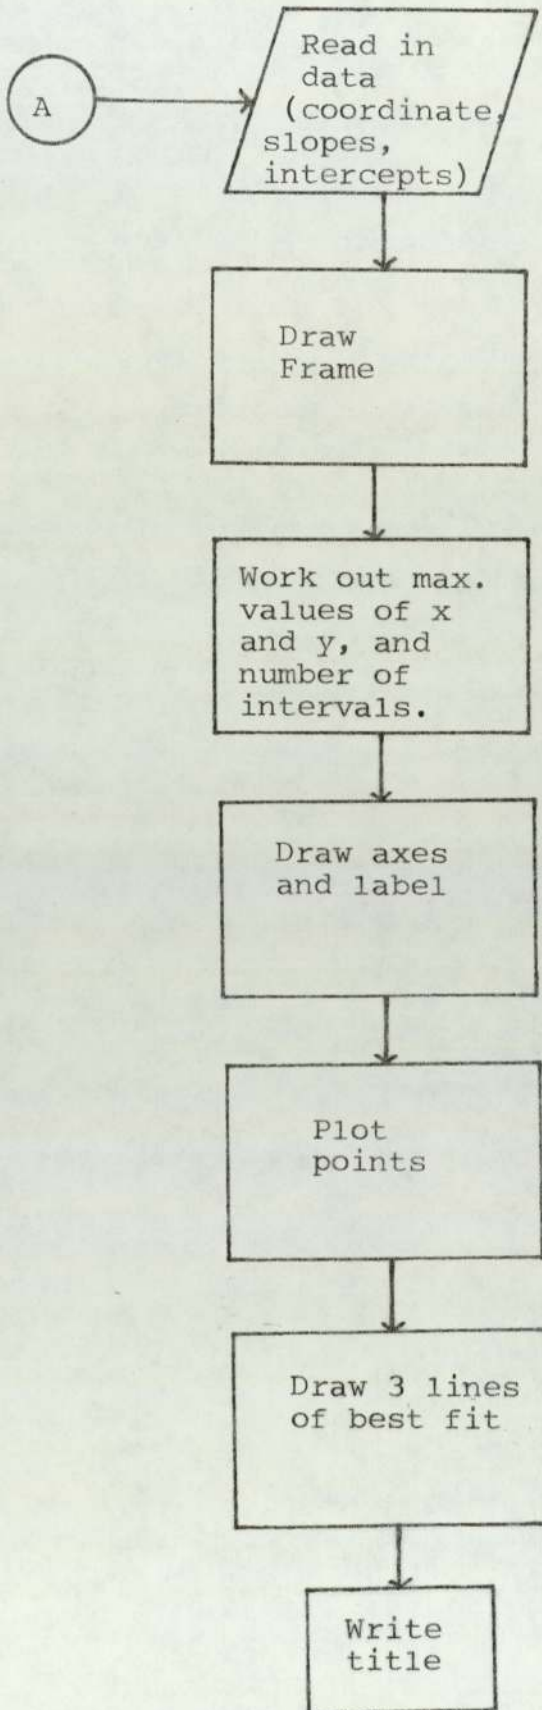 A
Read in
data
(coordinate,
slopes,
intercepts)
Draw
Frame
Work out max.
values of x
and y, and
number of
intervals.
Draw axes
and label
Plot
points
Draw 3 lines
of best fit
Write
title